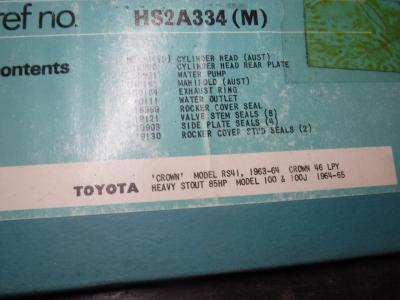 ref no. HS2A334 (M)
contents
CYLINDER HEAD (AUST)
CYLINDER HEAD REAR PLATE
WATER PUMP
MANIFOLD (AUST)
EXHAUST RING
WATER OUTLET
ROCKER COVER SEAL
VALVE STEM SEALS (8)
SIDE PLATE SEALS (4)
ROCKER COVER STUD SEALS (2)
TOYOTA
'CROWN' MODEL RS41, 1963-64 CROWN 46 LPY
HEAVY STOUT 85HP MODEL 100 & 100J 1964-65